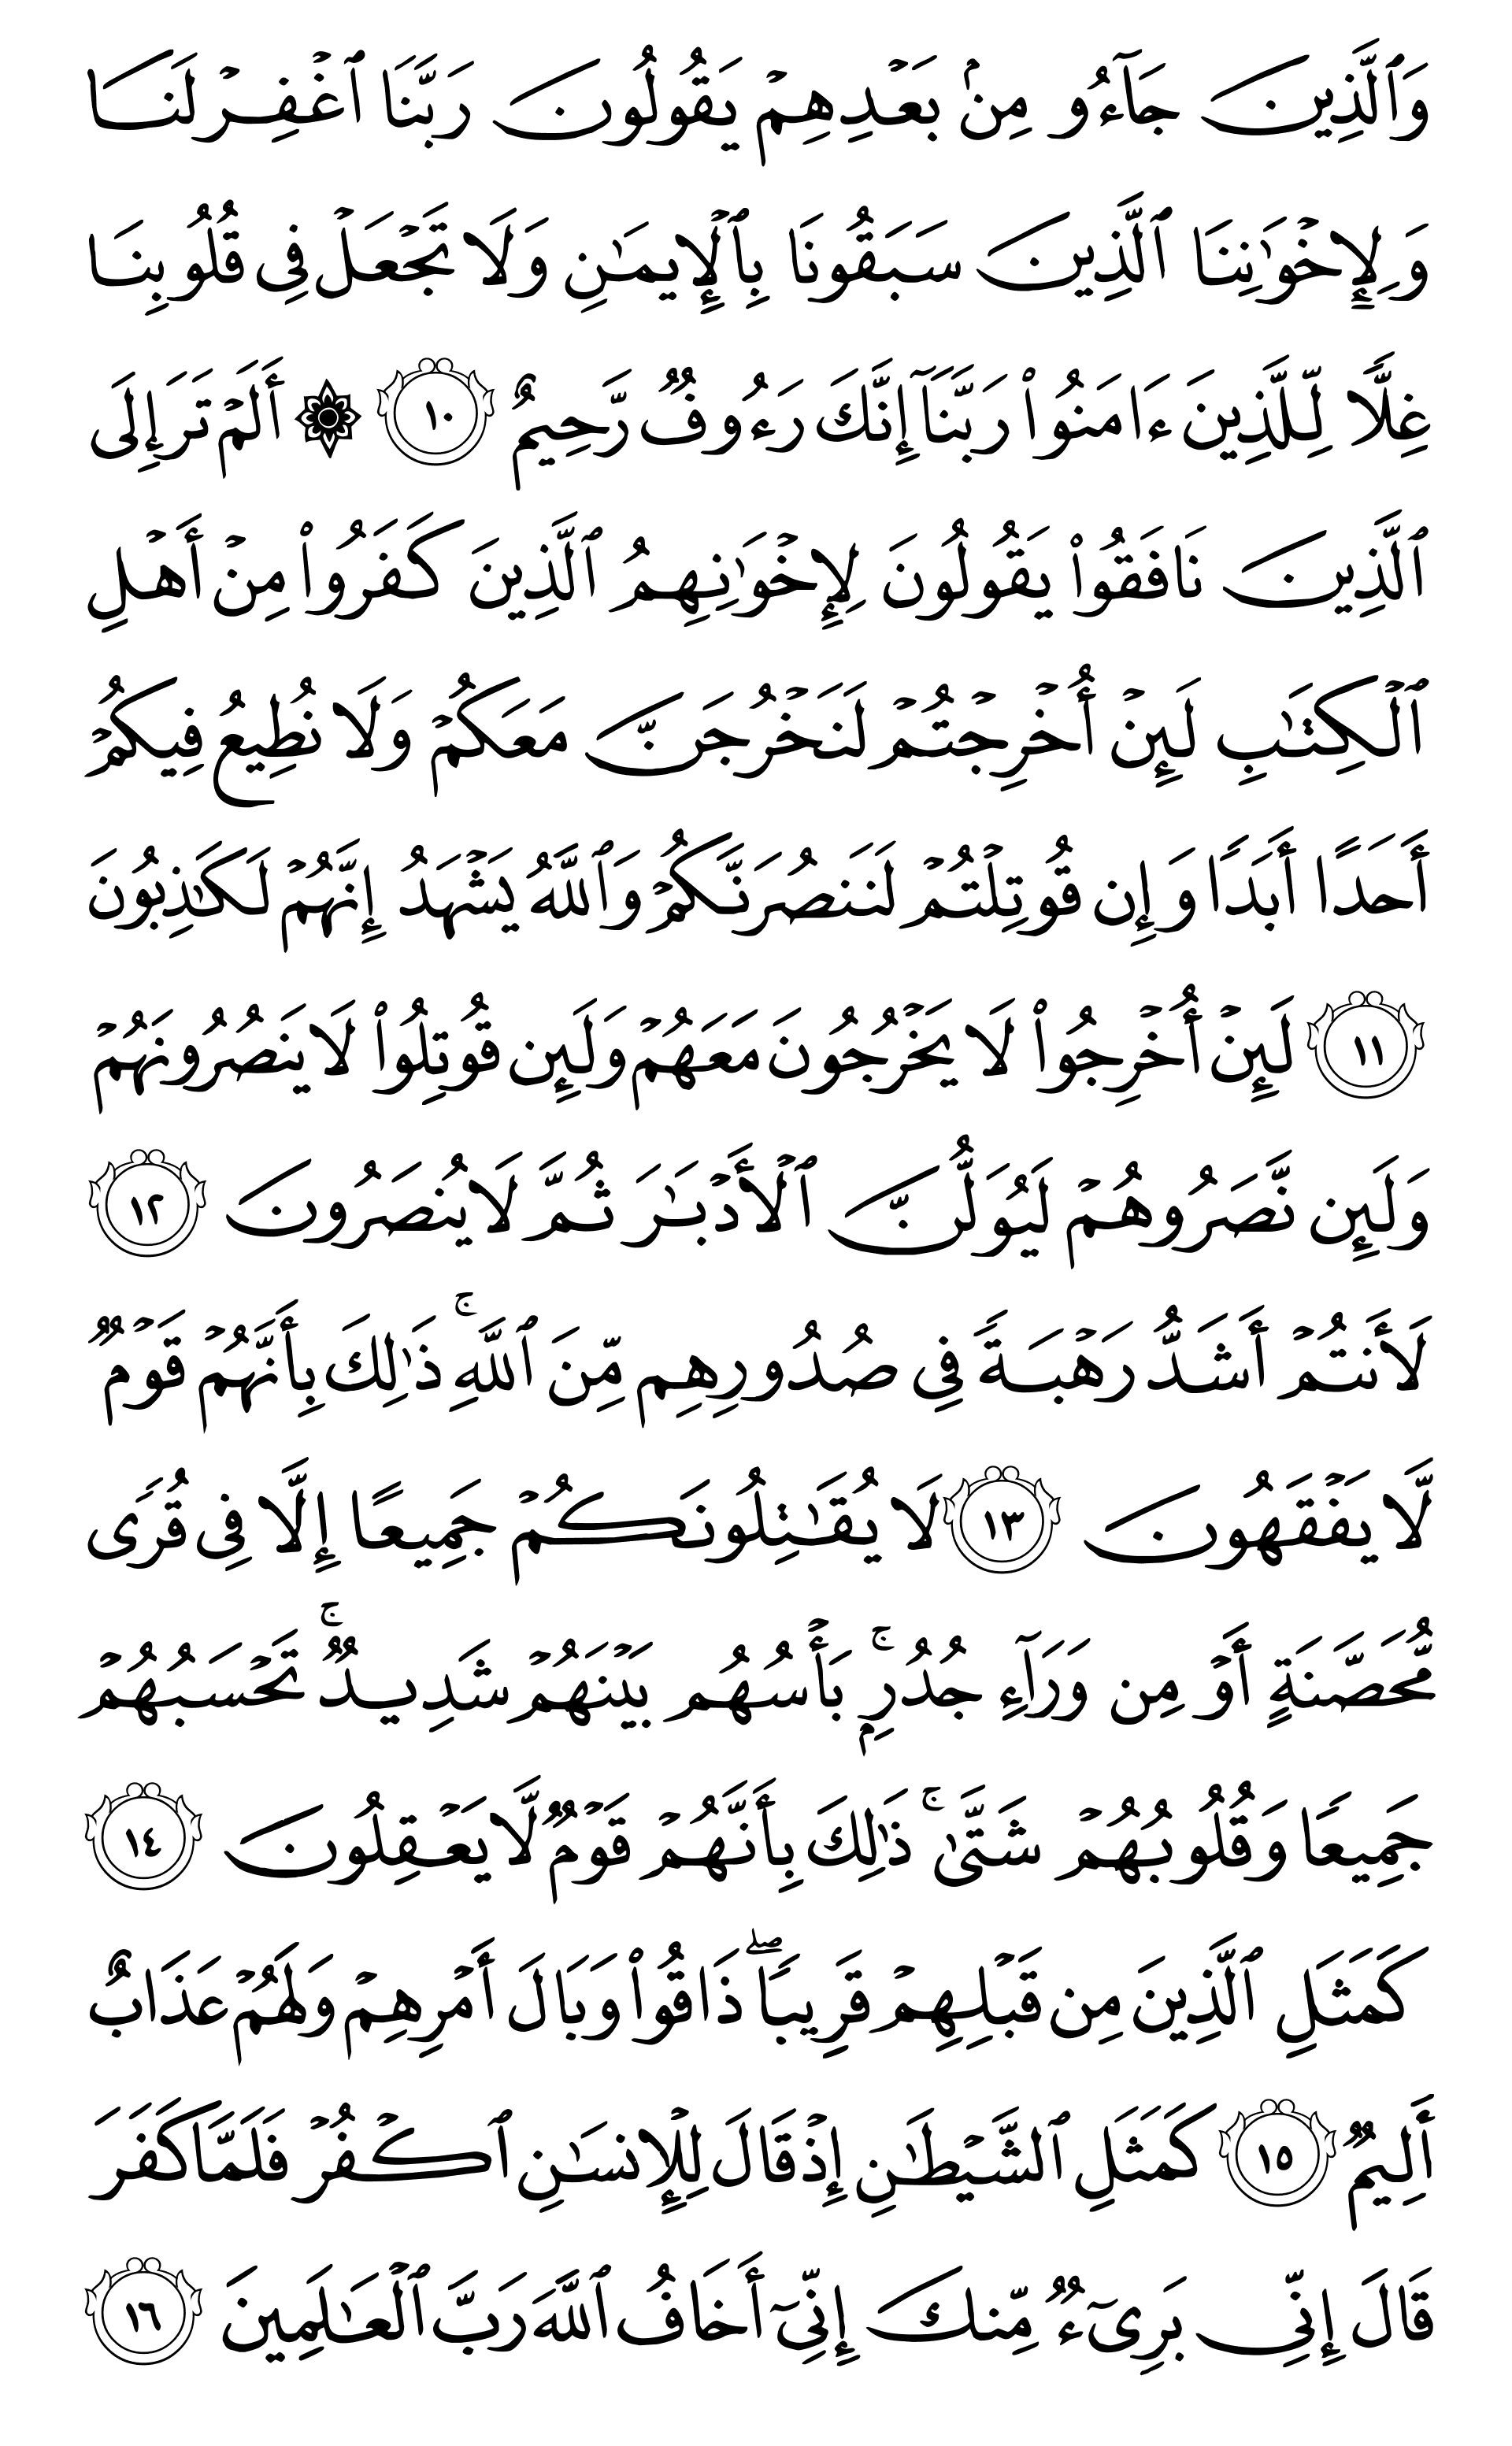 وَٱلَّذِينَ جَآءُو مِنۢ بَعۡدِهِمۡ يَقُولُونَ رَبَّنَا ٱغۡفِرۡ لَنَا
وَلِإِخۡوَٰنِنَا ٱلَّذِينَ سَبَقُونَا بِٱلۡإِيمَٰنِ وَلَا تَجۡعَلۡ فِي قُلُوبِنَا
غِلّٗا لِّلَّذِينَ ءَامَنُواْ رَبَّنَآ إِنَّكَ رَءُوفٞ رَّحِيمٌ ١٠ ۞ أَلَمۡ تَرَ إِلَى
ٱلَّذِينَ نَافَقُواْ يَقُولُونَ لِإِخۡوَٰنِهِمُ ٱلَّذِينَ كَفَرُواْ مِنۡ أَهۡلِ
ٱلۡكِتَٰبِ لَئِنۡ أُخۡرِجۡتُمۡ لَنَخۡرُجَنَّ مَعَكُمۡ وَلَا نُطِيعُ فِيكُمۡ
أَحَدًا أَبَدٗا وَإِن قُوتِلۡتُمۡ لَنَنصُرَنَّكُمۡ وَٱللَّهُ يَشۡهَدُ إِنَّهُمۡ لَكَٰذِبُونَ
١١ لَئِنۡ أُخۡرِجُواْ لَا يَخۡرُجُونَ مَعَهُمۡ وَلَئِن قُوتِلُواْ لَا يَنصُرُونَهُمۡ
وَلَئِن نَّصَرُوهُمۡ لَيُوَلُّنَّ ٱلۡأَدۡبَٰرَ ثُمَّ لَا يُنصَرُونَ ١٢
لَأَنتُمۡ أَشَدُّ رَهۡبَةٗ فِي صُدُورِهِم مِّنَ ٱللَّهِۚ ذَٰلِكَ بِأَنَّهُمۡ قَوۡمٞ
لَّا يَفۡقَهُونَ ١٣ لَا يُقَٰتِلُونَكُمۡ جَمِيعًا إِلَّا فِي قُرٗى
مُّحَصَّنَةٍ أَوۡ مِن وَرَآءِ جُدُرِۭۚ بَأۡسُهُم بَيۡنَهُمۡ شَدِيدٞۚ تَحۡسَبُهُمۡ
جَمِيعٗا وَقُلُوبُهُمۡ شَتَّىٰۚ ذَٰلِكَ بِأَنَّهُمۡ قَوۡمٞ لَّا يَعۡقِلُونَ ١٤
كَمَثَلِ ٱلَّذِينَ مِن قَبۡلِهِمۡ قَرِيبٗاۖ ذَاقُواْ وَبَالَ أَمۡرِهِمۡ وَلَهُمۡ عَذَابٌ
أَلِيمٞ ١٥ كَمَثَلِ ٱلشَّيۡطَٰنِ إِذۡ قَالَ لِلۡإِنسَٰنِ ٱكۡفُرۡ فَلَمَّا كَفَرَ
قَالَ إِنِّي بَرِيٓءٞ مِّنكَ إِنِّيٓ أَخَافُ ٱللَّهَ رَبَّ ٱلۡعَٰلَمِينَ ١٦